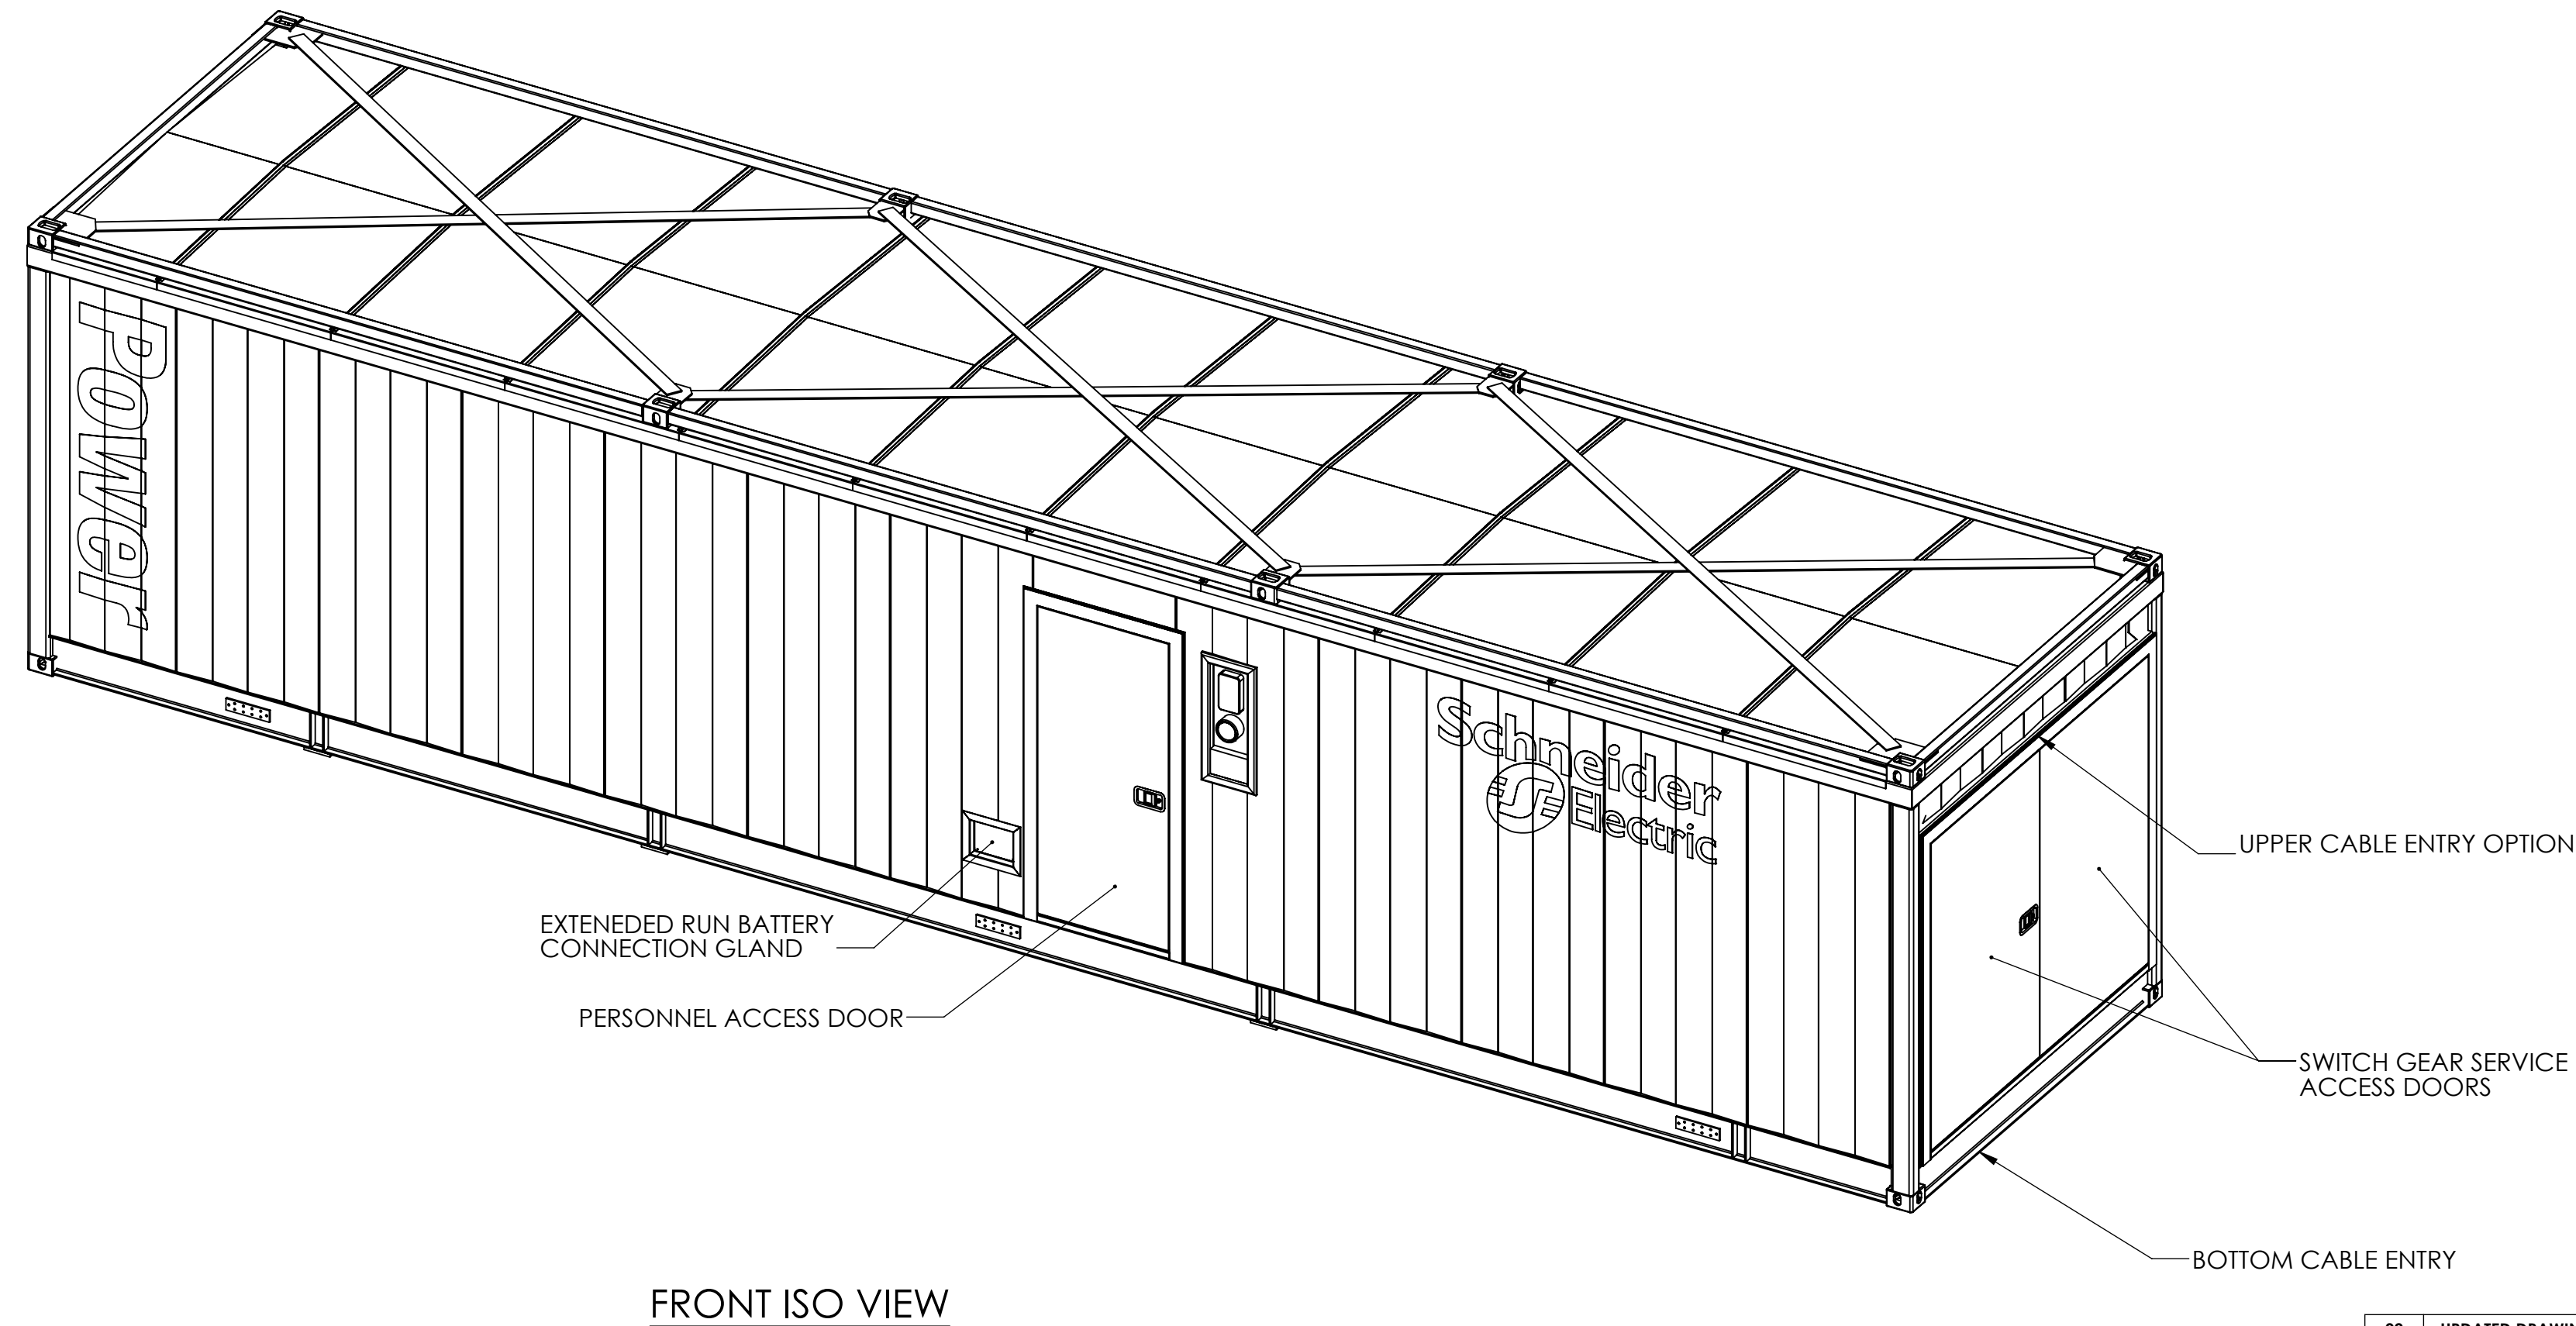 Power
Schneider
Electric
UPPER CABLE ENTRY OPTION
EXTENEDED RUN BATTERY
CONNECTION GLAND
PERSONNEL ACCESS DOOR
SWITCH GEAR SERVICE
ACCESS DOORS
BOTTOM CABLE ENTRY
FRONT ISO VIEW